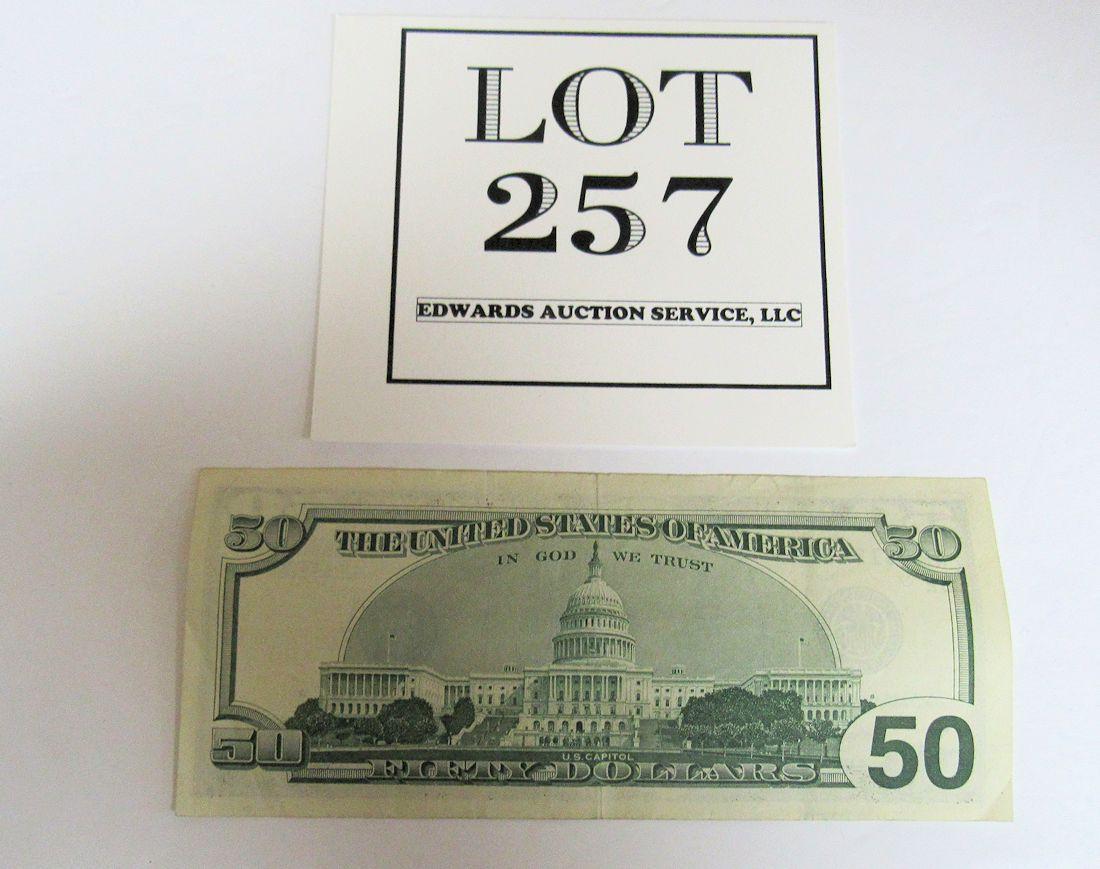 LOT
257
EDWARDS AUCTION SERVICE, LLC
50 50
THE UNITED STATES OF AMERICA
IN GOD WE TRUST
U.S. CAPITOL
50 FIFTY DOLLARS 50